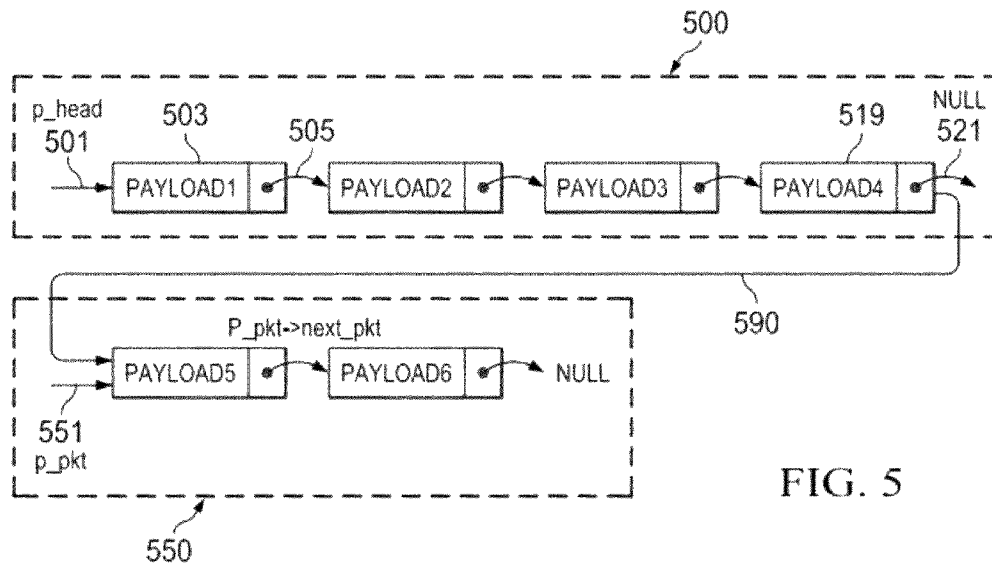 500
p_head
501
503
505
519
NULL
521
PAYLOAD1
PAYLOAD2
PAYLOAD3
PAYLOAD4
590
P_pkt->next_pkt
PAYLOAD5
PAYLOAD6
NULL
551
p_pkt
FIG. 5
550